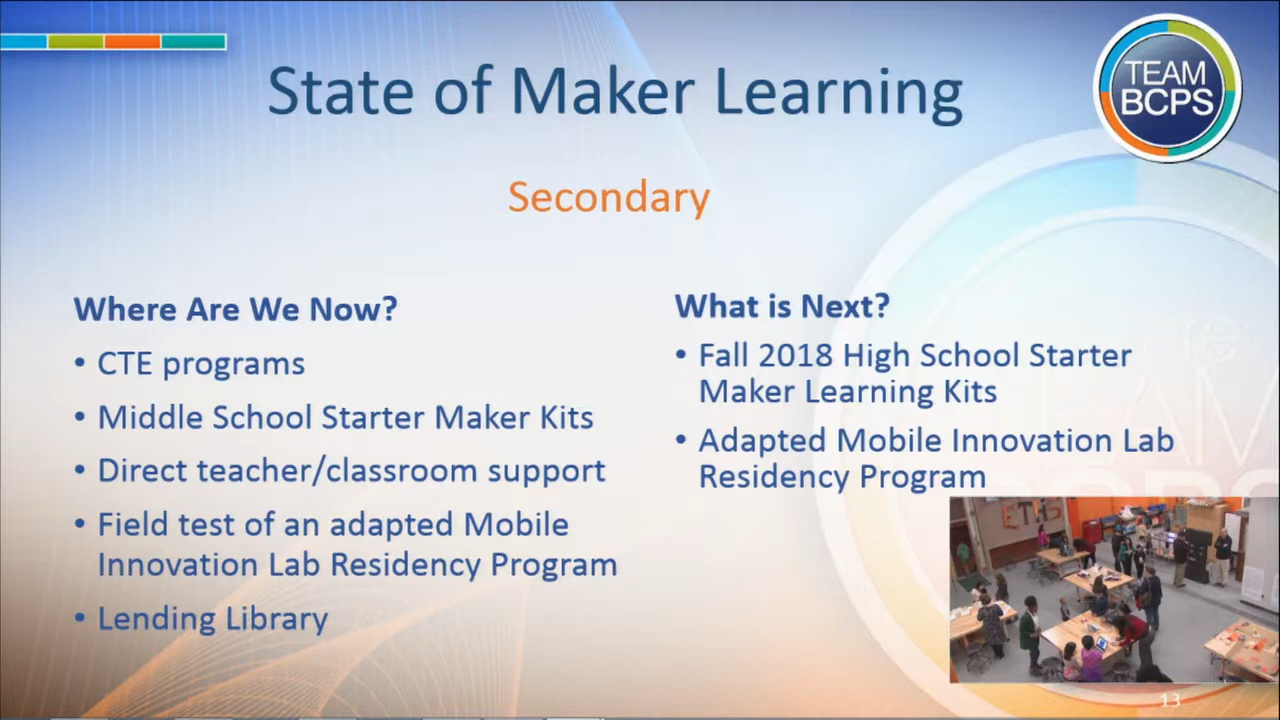 State of Maker Learning
TEAM
BCPS
Secondary
Where Are We Now?
• CTE programs
• Middle School Starter Maker Kits
• Direct teacher/classroom support
• Field test of an adapted Mobile
Innovation Lab Residency Program
• Lending Library
What is Next?
• Fall 2018 High School Starter
Maker Learning Kits
• Adapted Mobile Innovation Lab
Residency Program
13